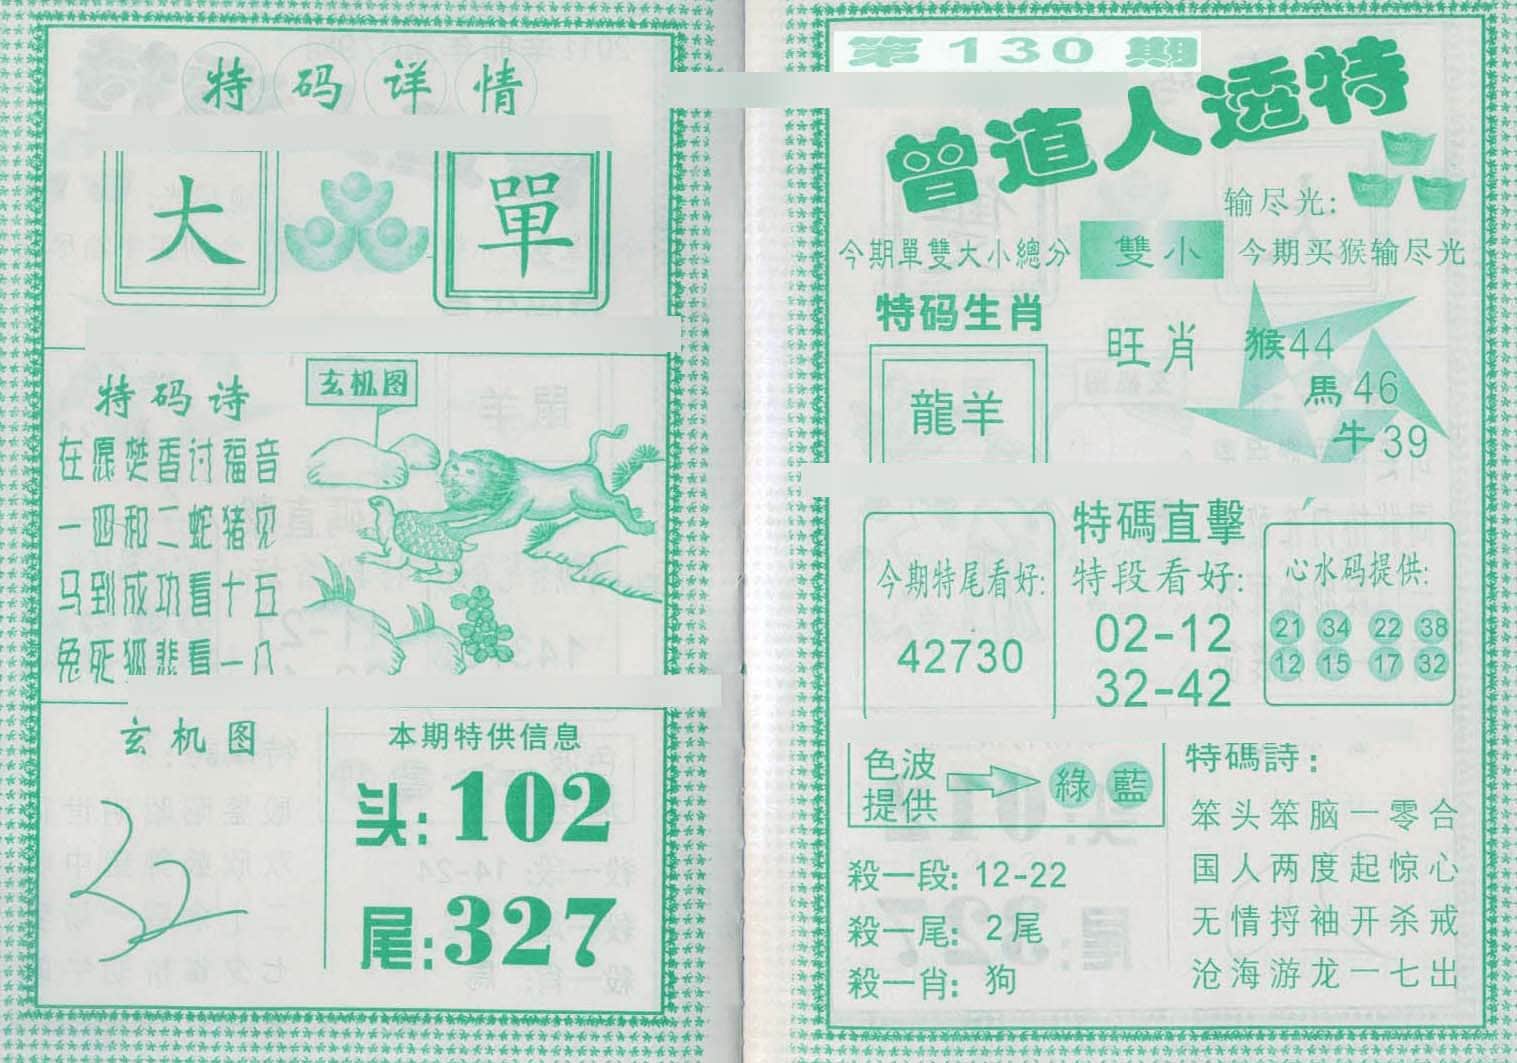 特码详情
大 單
特码诗
在愿焚香讨福音
一四和二蛇猪见
马到成功看十五
兔死狐悲看一八
玄机图
玄机图
32
本期特供信息
头:102
尾:327
第130期
曾道人透特
输尽光:
今期單雙大小總分 雙小 今期买猴输尽光
特码生肖
龍羊
旺肖
猴44
馬46
牛39
今期特尾看好:
42730
特碼直擊
特段看好:
02-12
32-42
心水码提供:
21 34 22 38
12 15 17 32
色波
提供
綠 藍
殺一段: 12-22
殺一尾: 2尾
殺一肖: 狗
特碼詩:
笨头笨脑一零合
国人两度起惊心
无情捋袖开杀戒
沧海游龙一七出